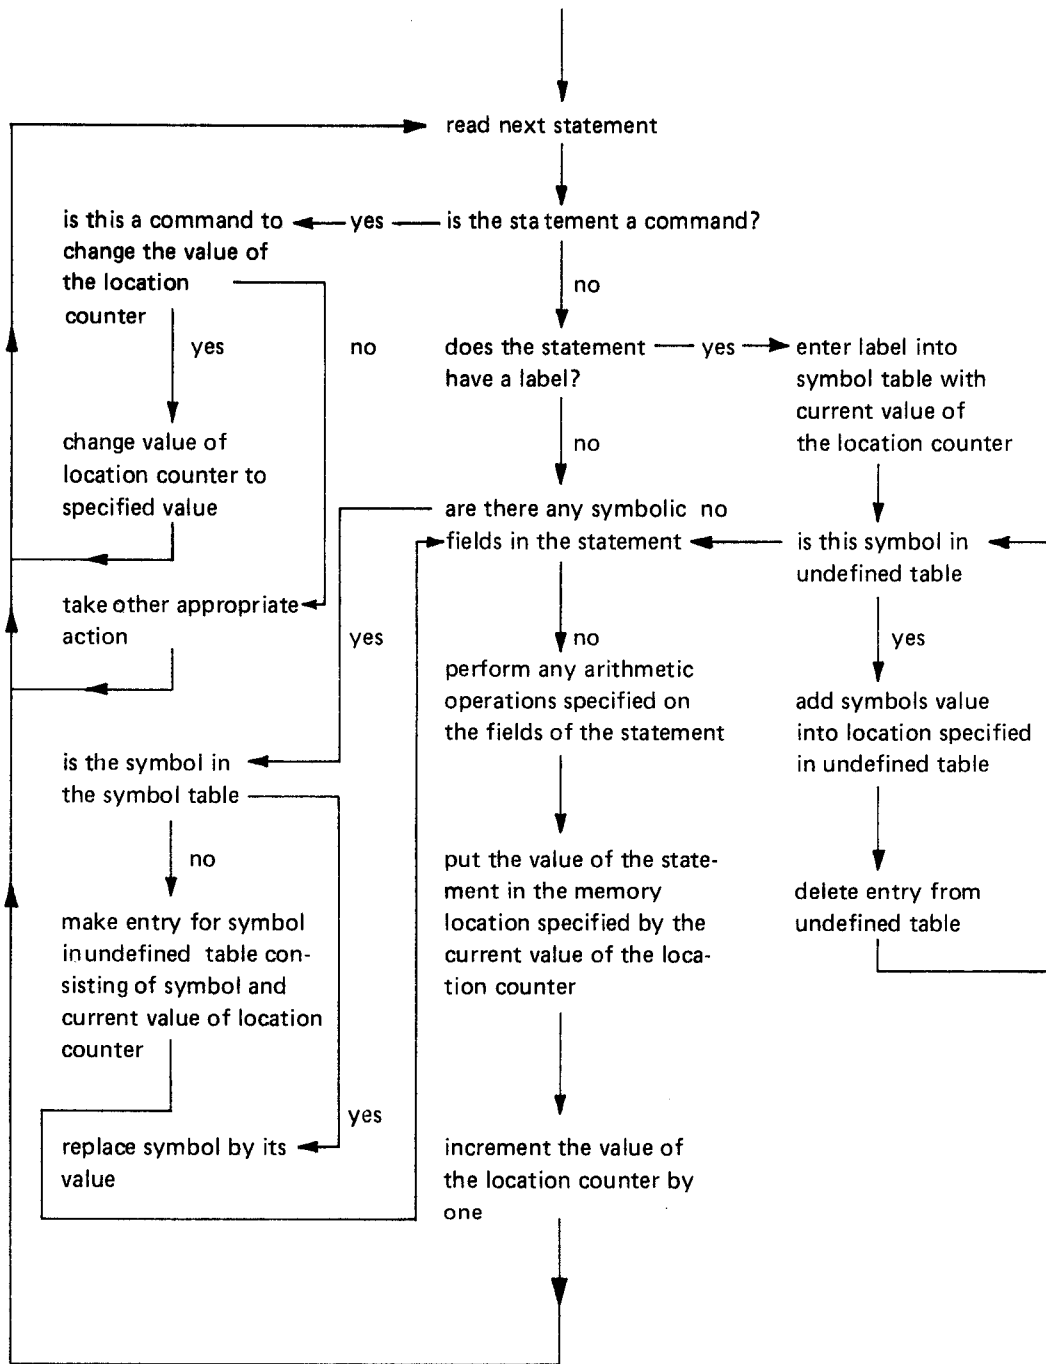 read next statement
is this a command to
change the value of
the location
counter
yes
is the statement a command?
no
yes
no
does the statement
have a label?
yes
enter label into
symbol table with
current value of
the location counter
no
change value of
location counter to
specified value
are there any symbolic
fields in the statement
no
is this symbol in
undefined table
take other appropriate
action
yes
no
yes
perform any arithmetic
operations specified on
the fields of the statement
add symbols value
into location specified
in undefined table
is the symbol in
the symbol table
no
put the value of the state-
ment in the memory
location specified by the
current value of the loca-
tion counter
delete entry from
undefined table
make entry for symbol
in undefined table con-
sisting of symbol and
current value of location
counter
yes
replace symbol by its
value
increment the value of
the location counter by
one